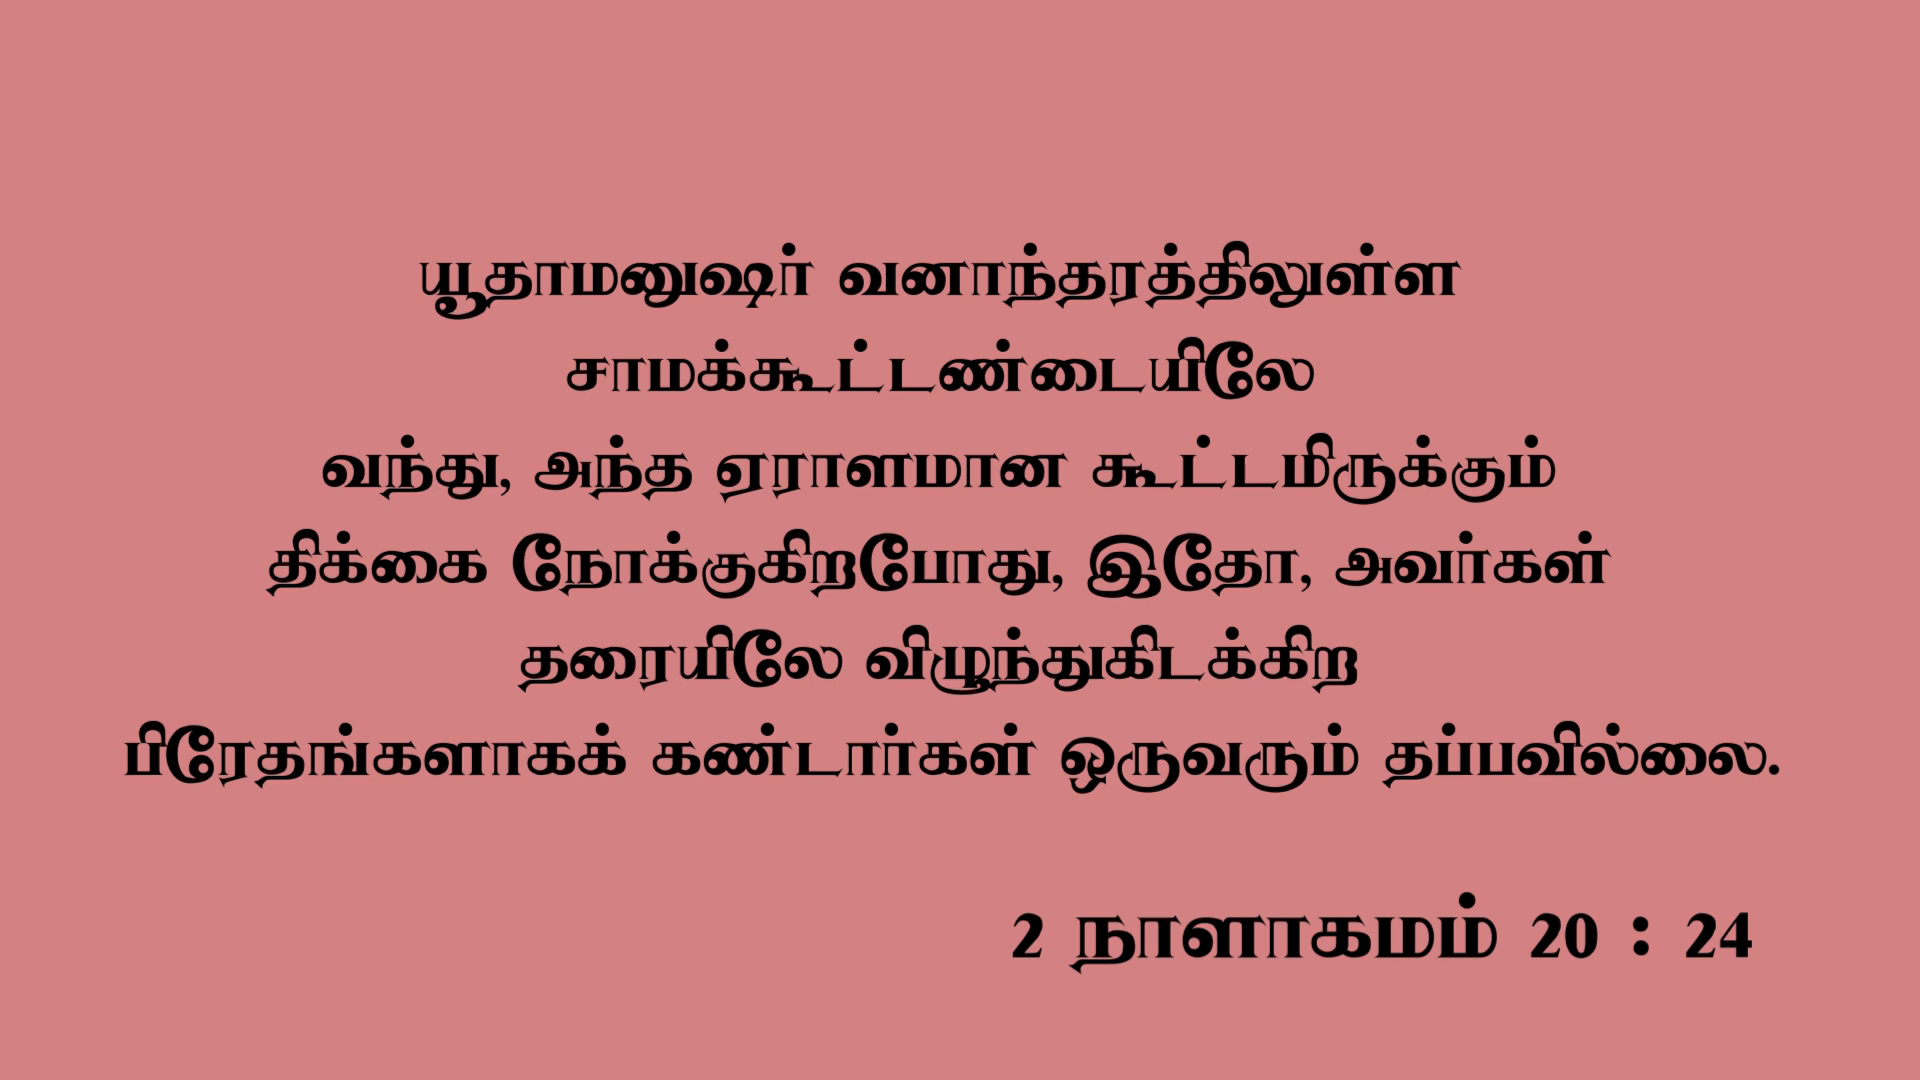 யூதாமனுஷர் வனாந்தரத்திலுள்ள
சாமக்கூட்டண்டையிலே
வந்து, அந்த ஏராளமான கூட்டமிருக்கும்
திக்கை நோக்குகிறபோது, இதோ, அவர்கள்
தரையிலே விழுந்துகிடக்கிற
பிரேதங்களாகக் கண்டார்கள் ஒருவரும் தப்பவில்லை.
2 நாளாகமம் 20 : 24